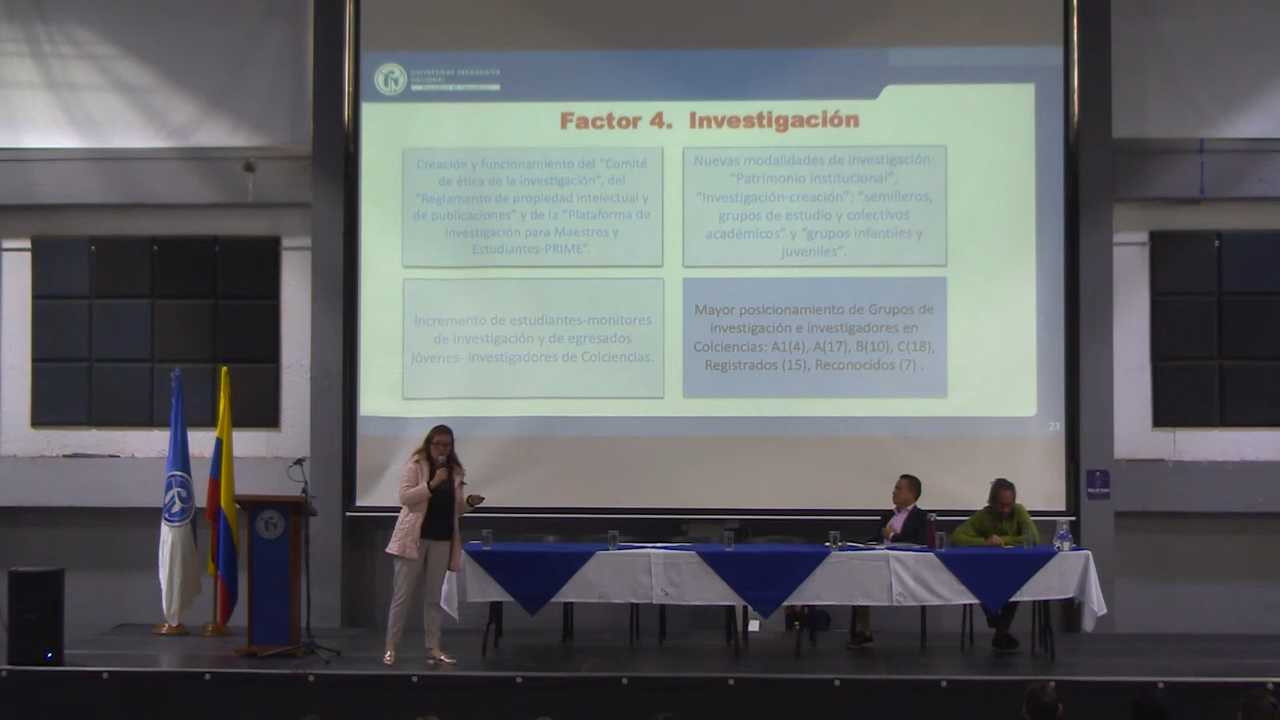 UNIVERSIDAD PEDAGOGICA
NACIONAL
Factor 4. Investigación
Creación y funcionamiento del "Comité
de ética de la investigación", del
"Reglamento de propiedad intelectual y
de publicaciones" y de la "Plataforma de
Investigación para Maestros y
Estudiantes-PRIME".
Nuevas modalidades de investigación:
"Patrimonio institucional";
"Investigación-creación"; "semilleros,
grupos de estudio y colectivos
académicos" y "grupos infantiles y
juveniles".
Incremento de estudiantes-monitores
de investigación y de egresados
Jóvenes- investigadores de Colciencias.
Mayor posicionamiento de Grupos de
investigación e investigadores en
Colciencias: A1(4), A(17), B(10), C(18),
Registrados (15), Reconocidos (7) .
23